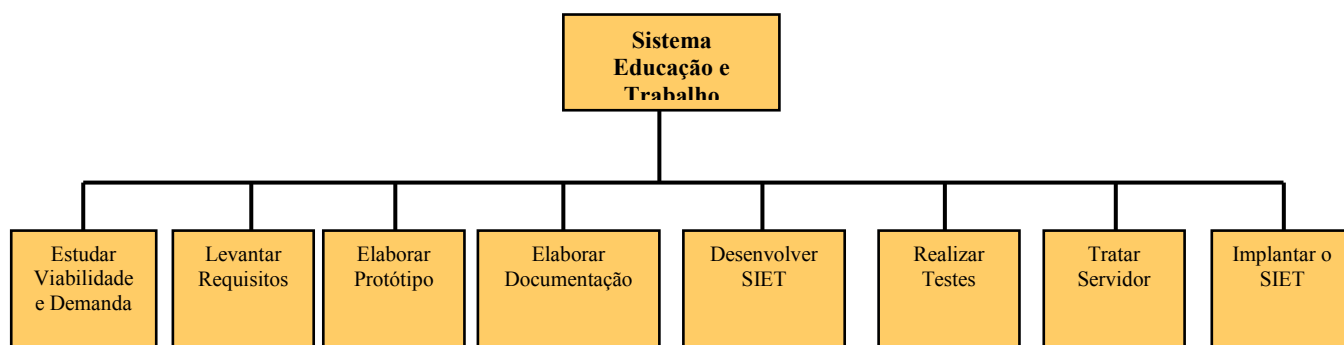 Sistema
Educação e
Trabalho
Estudar
Viabilidade
e Demanda
Levantar
Requisitos
Elaborar
Protótipo
Elaborar
Documentação
Desenvolver
SIET
Realizar
Testes
Tratar
Servidor
Implantar o
SIET